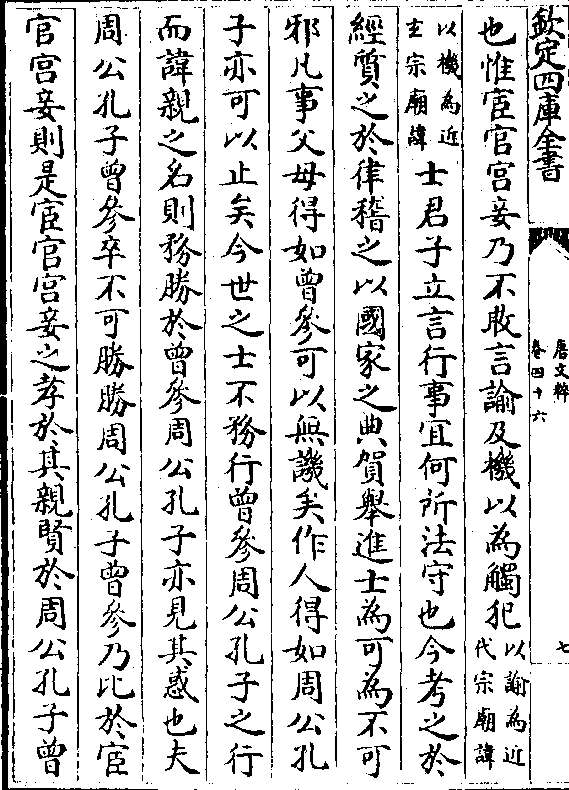 欽定四庫全書
唐文粹
卷四十六
七
也惟宦官宫妾乃不敢言諭及機以為觸犯以諭為近代宗廟諱
以機為近玄宗廟諱士君子立言行事宜何所法守也今考之於
經質之於律稽之以國家之典賀舉進士為可為不可
邪凡事父母得如曾參可以無譏矣作人得如周公孔
子亦可以止矣今世之士不務行曾參周公孔子之行
而諱親之名則務勝於曾參周公孔子亦見其惑也夫
周公孔子曾參卒不可勝勝周公孔子曾參乃比於宦
官宫妾則是宦官宫妾之孝於其親賢於周公孔子曾